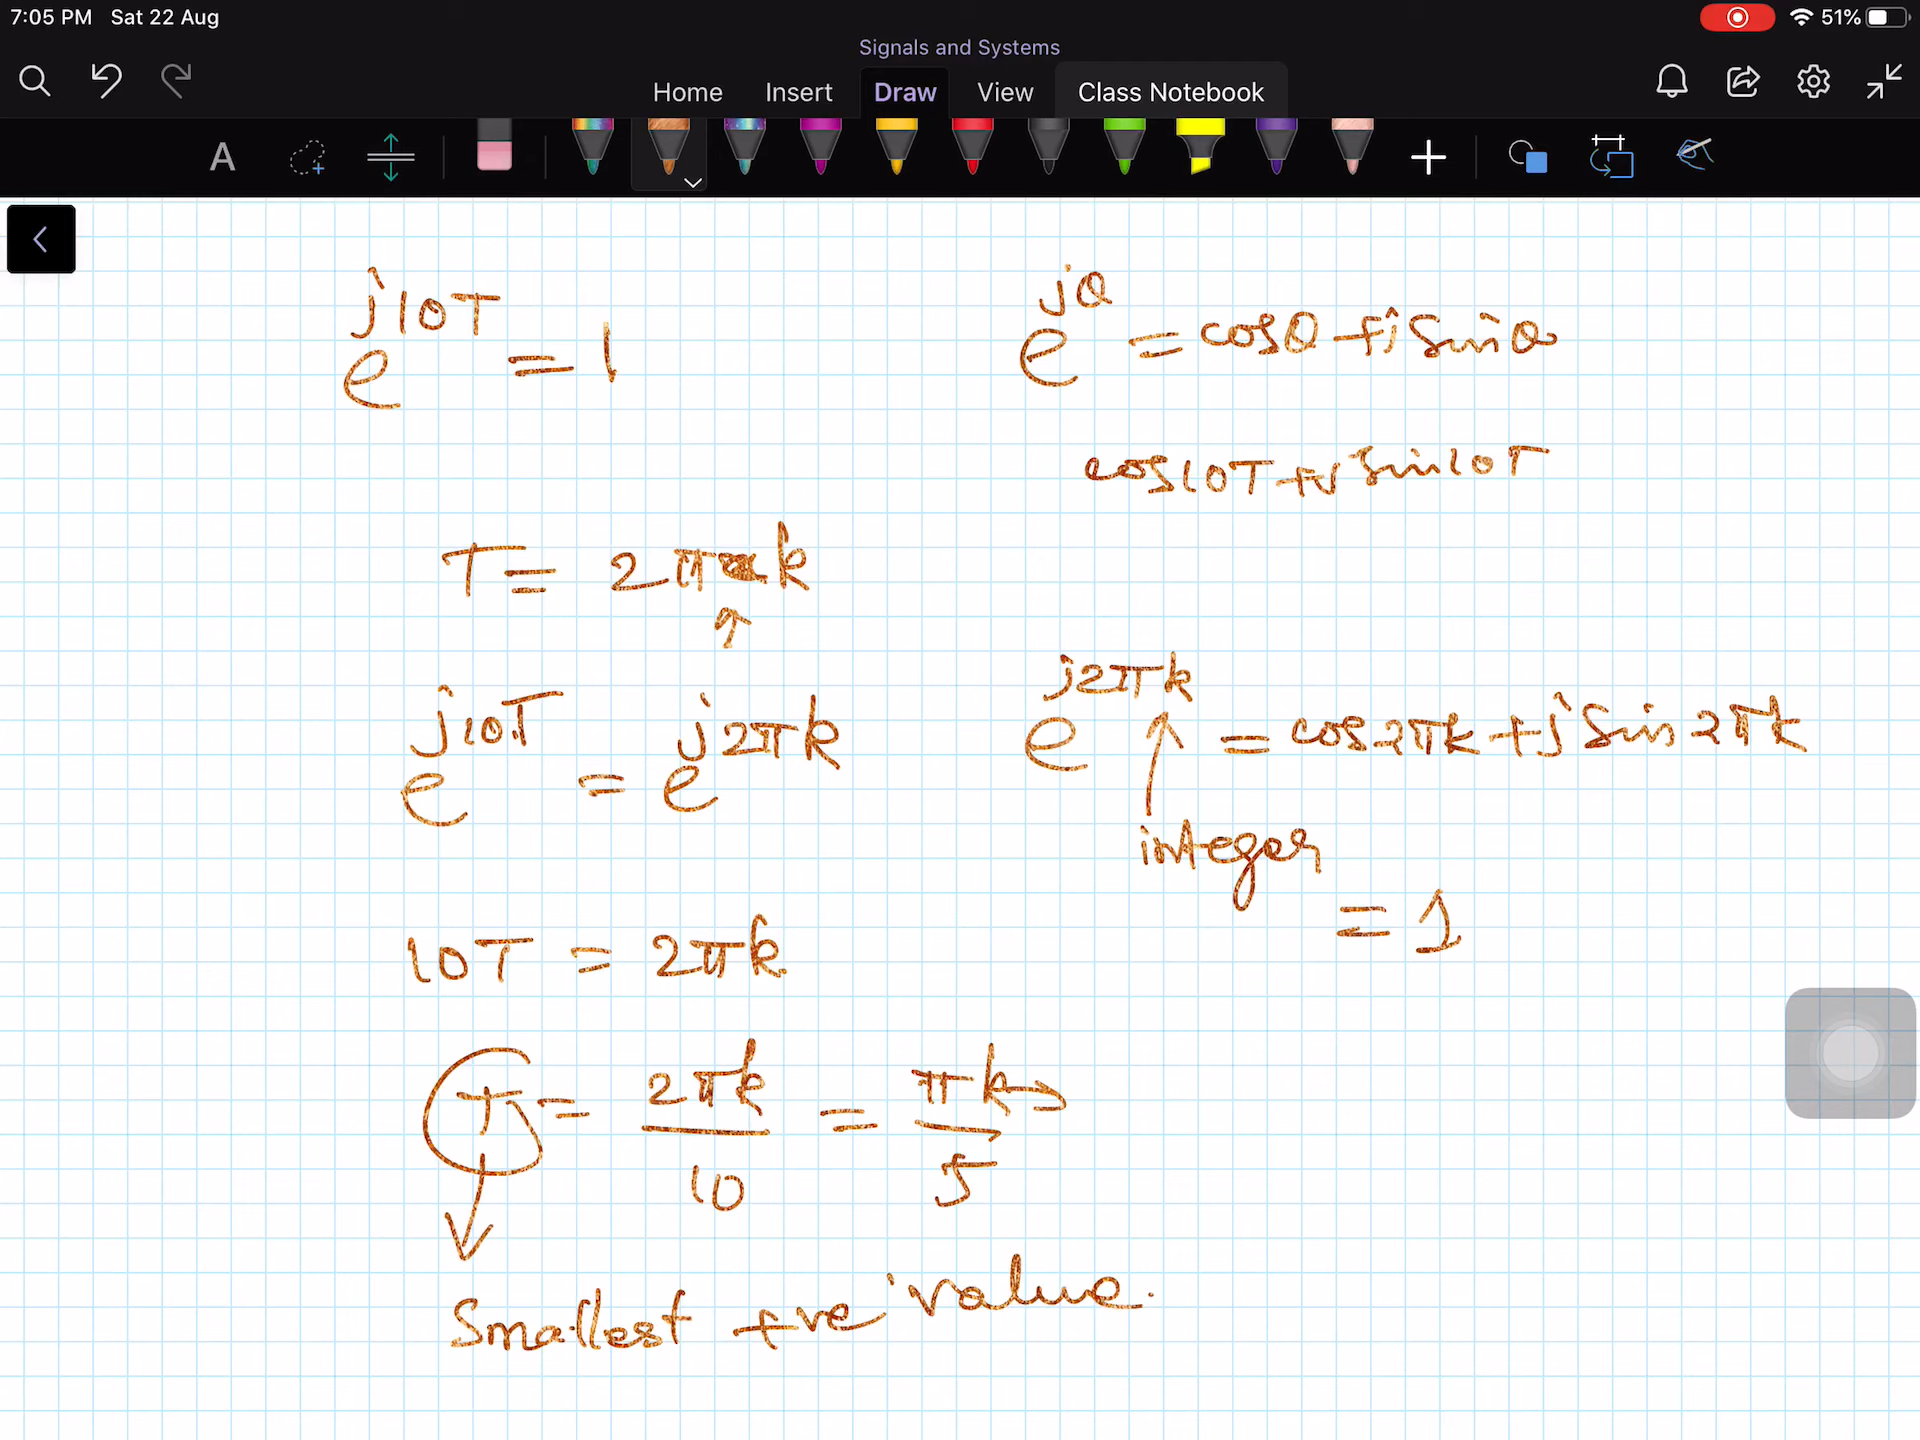 7:05 PM Sat 22 Aug
51%
Signals and Systems
Home Insert Draw View Class Notebook
A
e^{j10T} = 1
e^{jθ} = cosθ + j Sinθ
cos10T + j Sin10T
T = 2π k
↑
e^{j10T} = e^{j2πk}
e^{j2πk} = cos2πk + j Sin 2πk
integer
= 1
10T = 2πk
T = 2πk/10 = πk/5
Smallest +ve value.